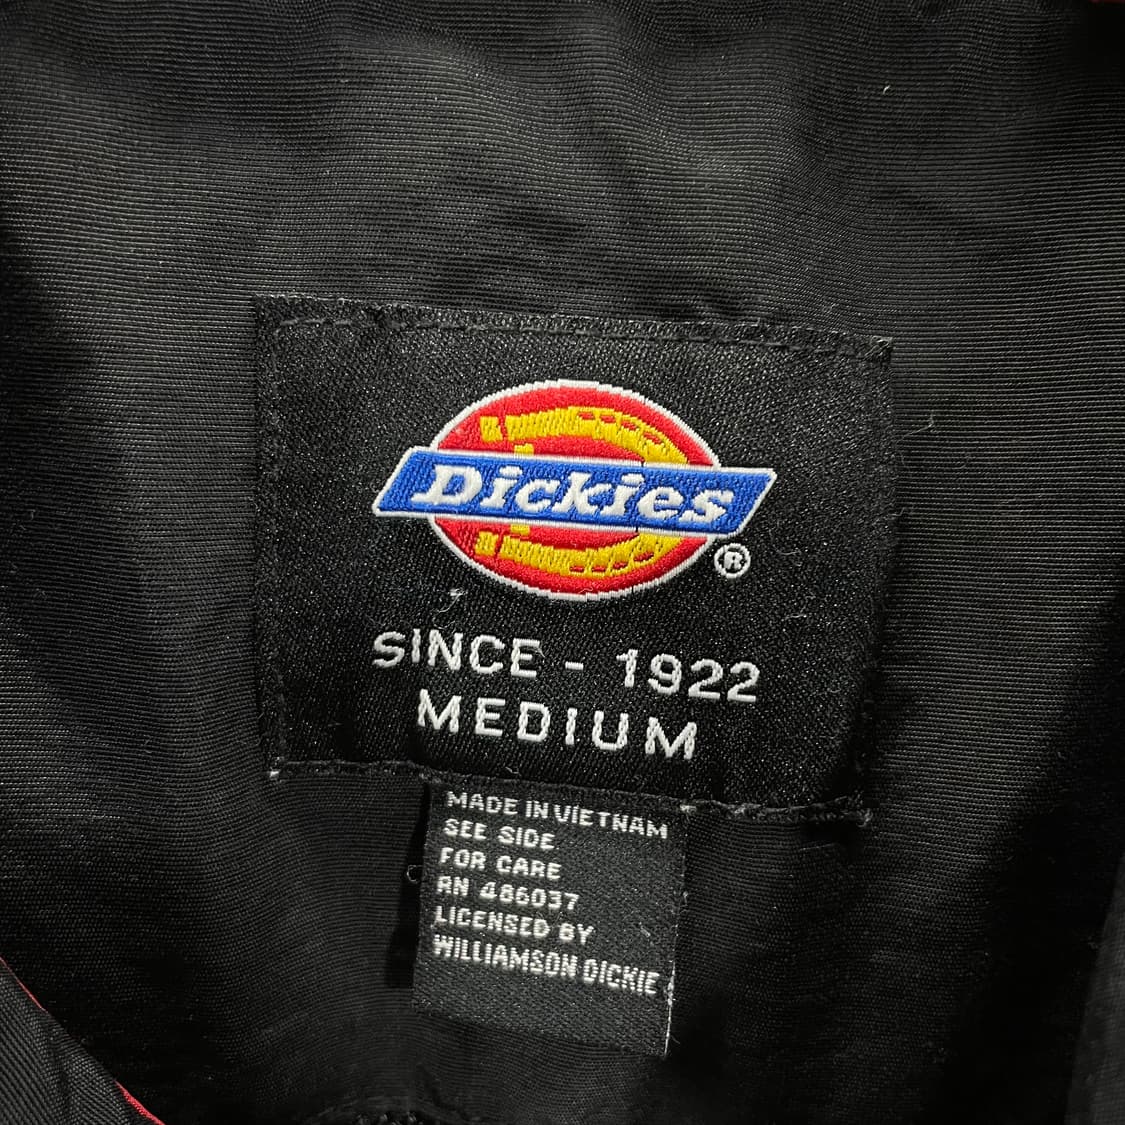 Dickies
®
SINCE - 1922
MEDIUM
MADE IN VIETNAM
SEE SIDE
FOR CARE
RN 486037
LICENSED BY
WILLIAMSON DICKIE